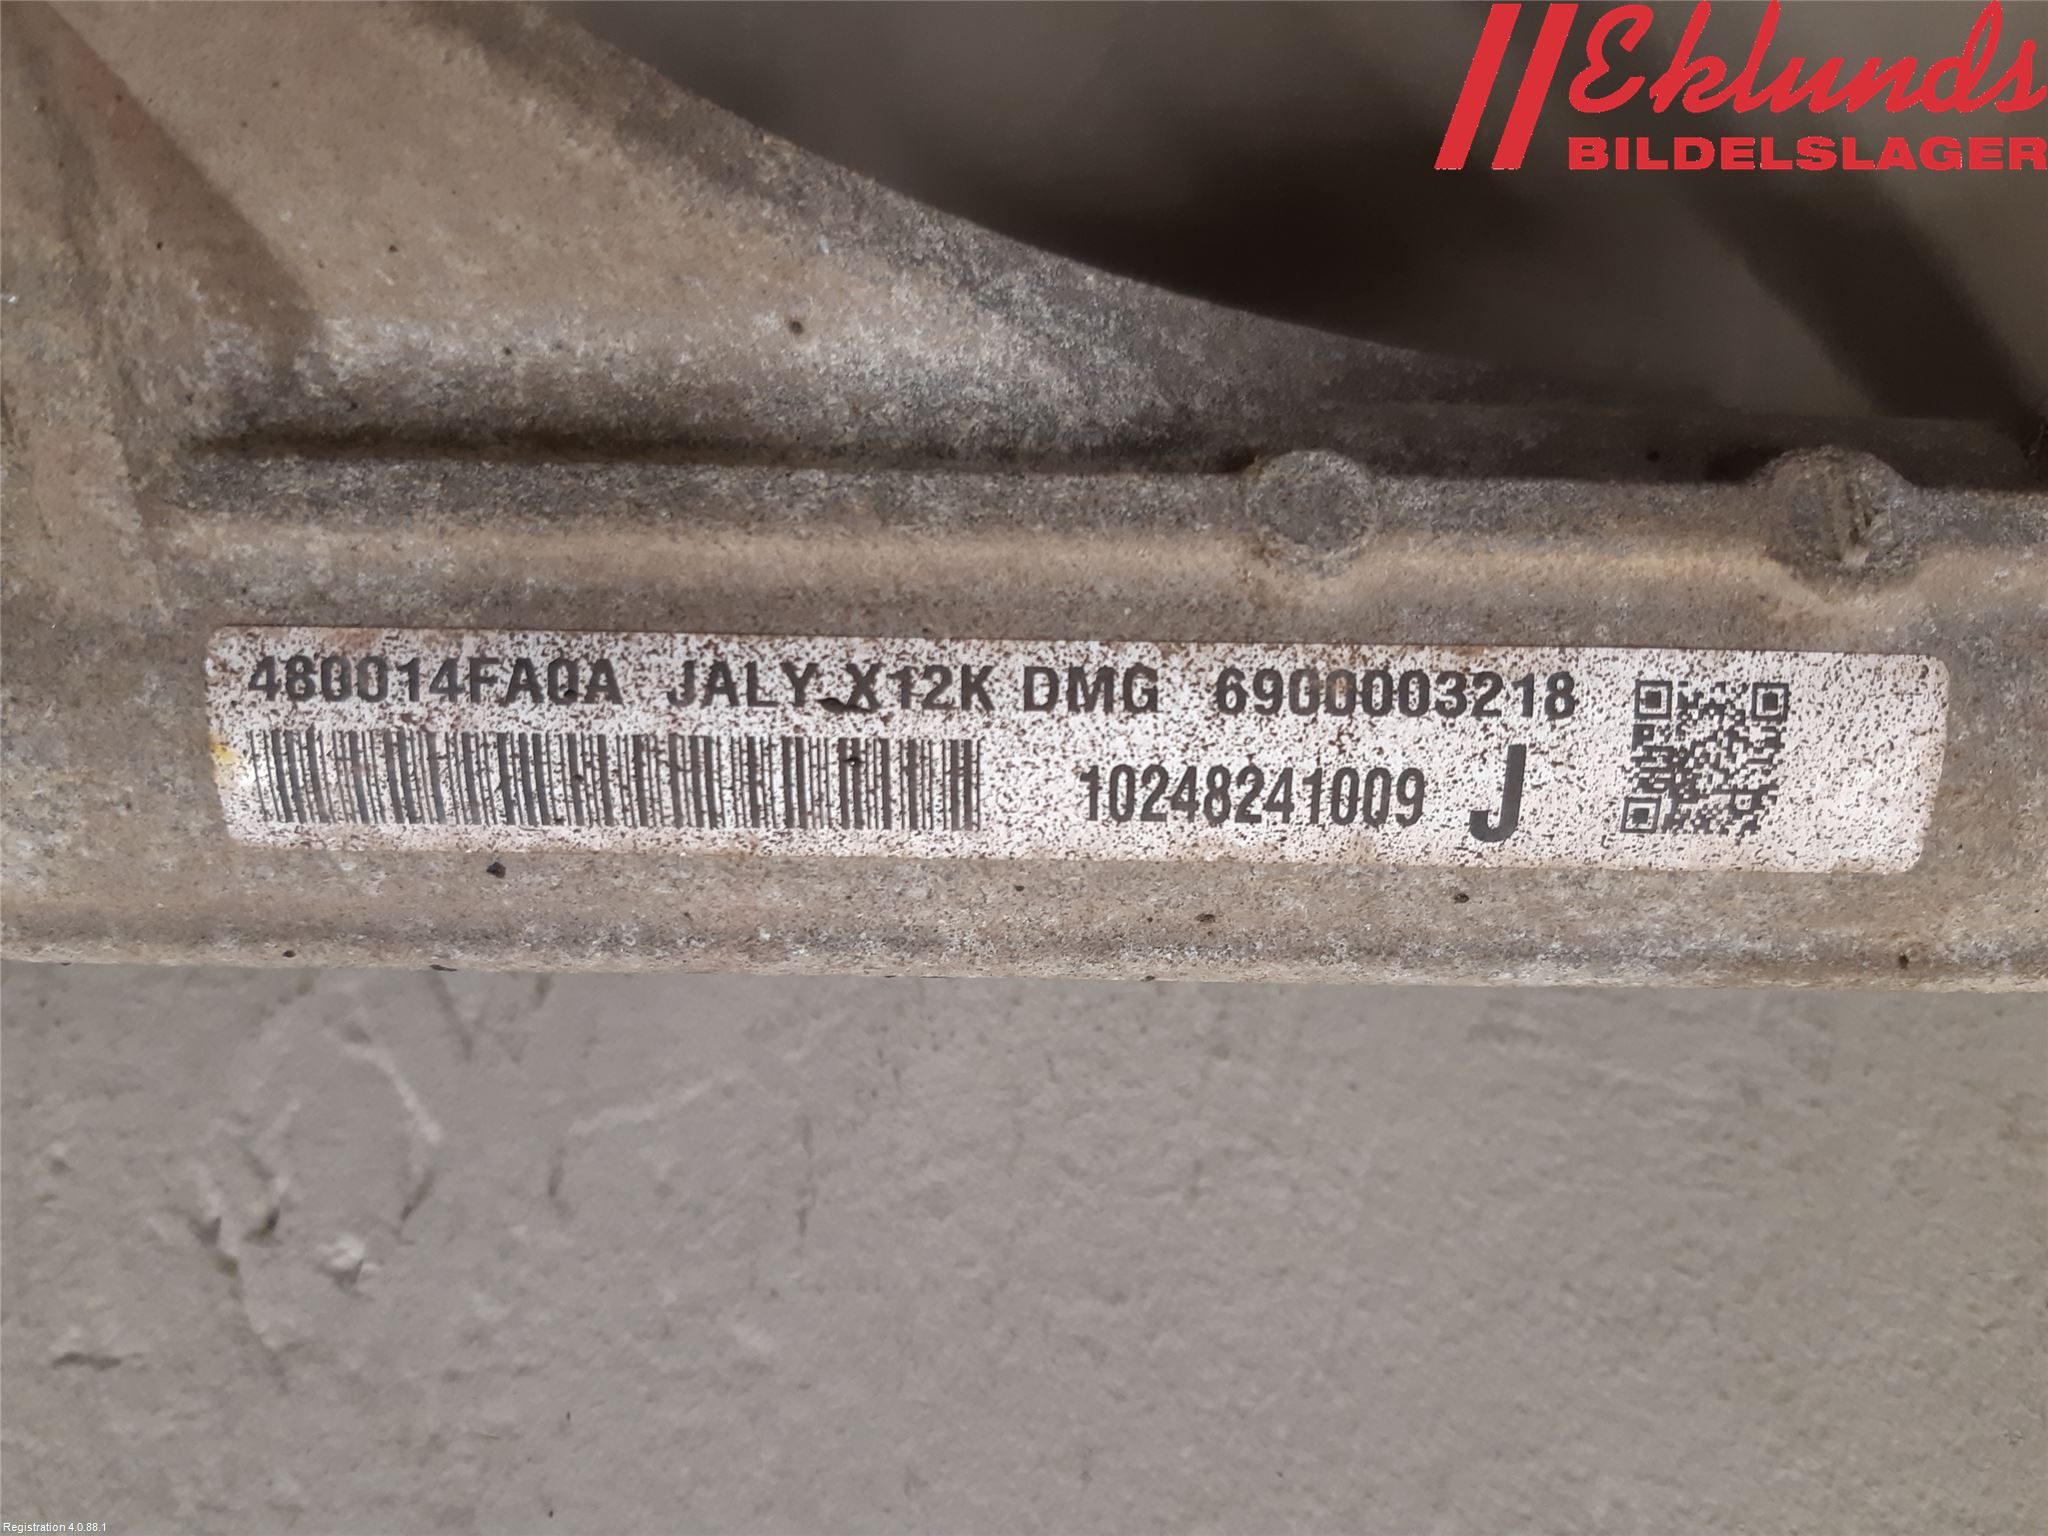 Eklunds
BILDELSLAGER
480014FA0A JALY X12K DMG 6900003218
10248241009 J
Registration 4.0.88.1